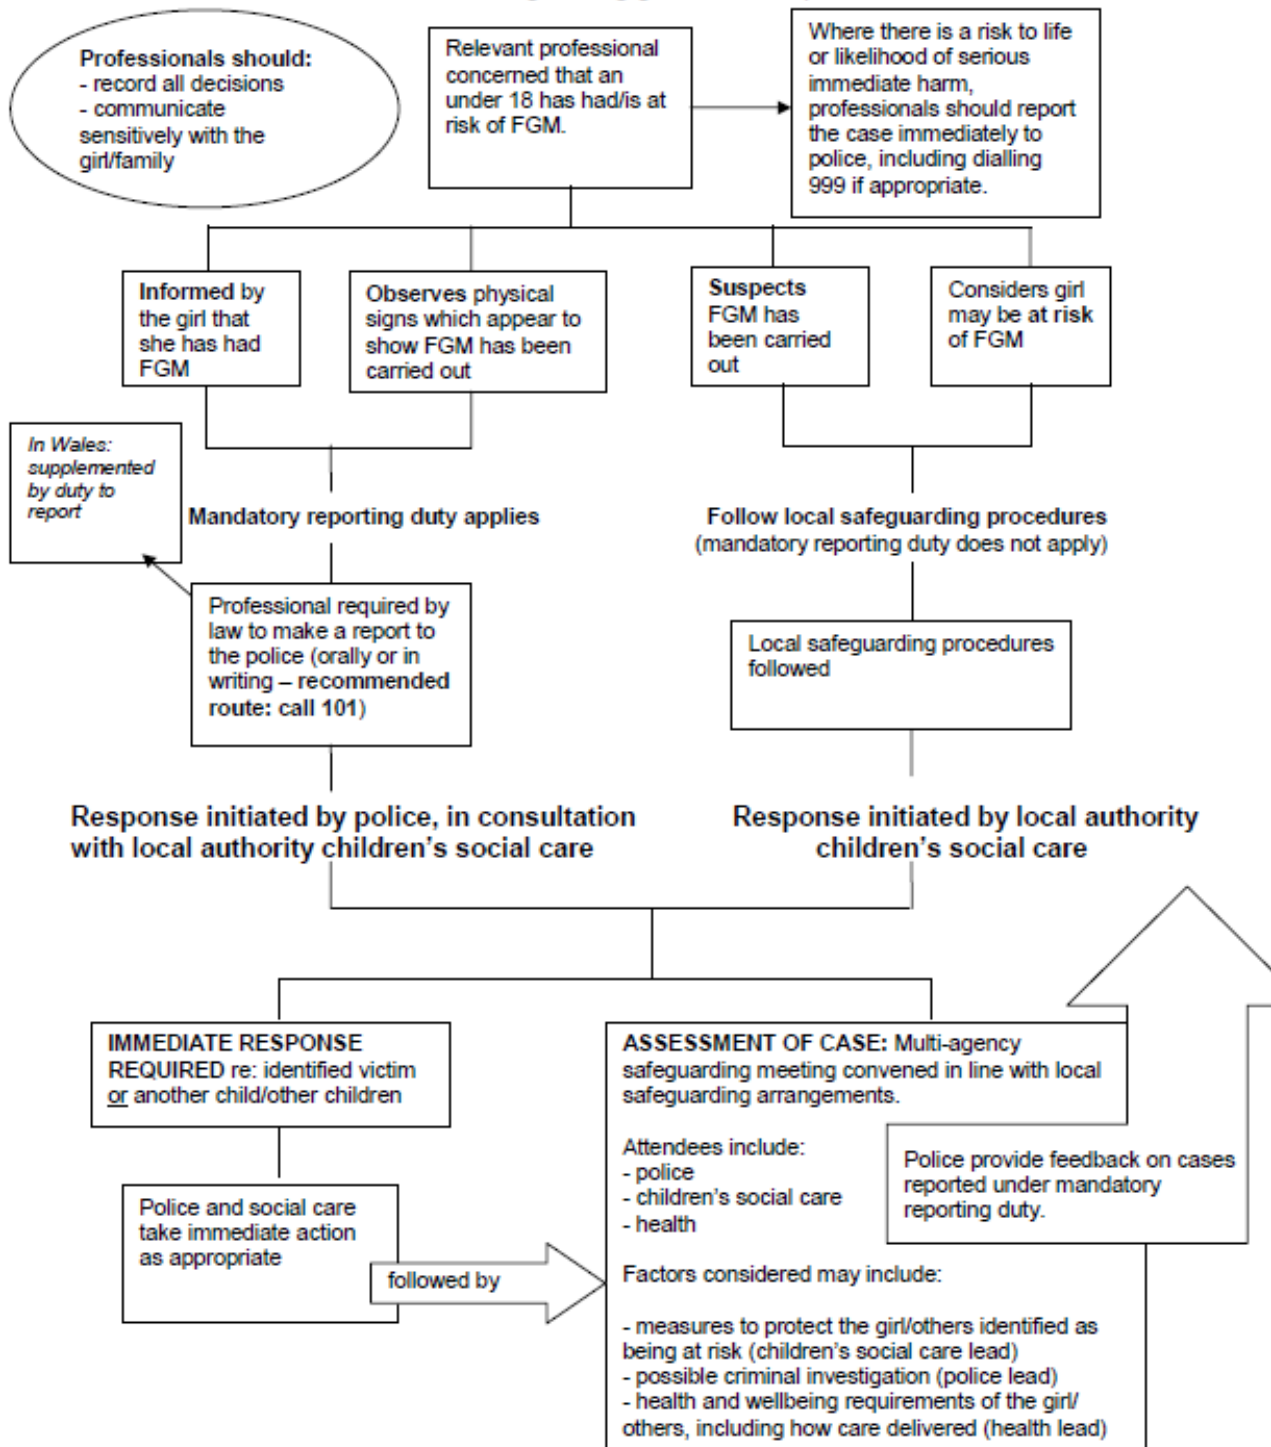 Professionals should:
- record all decisions
- communicate
sensitively with the
girl/family
Relevant professional
concerned that an
under 18 has had/is at
risk of FGM.
Where there is a risk to life
or likelihood of serious
immediate harm,
professionals should report
the case immediately to
police, including dialling
999 if appropriate.
Informed by
the girl that
she has had
FGM
Observes physical
signs which appear to
show FGM has been
carried out
Suspects
FGM has
been carried
out
Considers girl
may be at risk
of FGM
In Wales:
supplemented
by duty to
report
Mandatory reporting duty applies
Follow local safeguarding procedures
(mandatory reporting duty does not apply)
Professional required by
law to make a report to
the police (orally or in
writing – recommended
route: call 101)
Local safeguarding procedures
followed
Response initiated by police, in consultation
with local authority children's social care
Response initiated by local authority
children's social care
IMMEDIATE RESPONSE
REQUIRED re: identified victim
or another child/other children
Police and social care
take immediate action
as appropriate
followed by
ASSESSMENT OF CASE: Multi-agency
safeguarding meeting convened in line with local
safeguarding arrangements.
Attendees include:
- police
- children's social care
- health
Police provide feedback on cases
reported under mandatory
reporting duty.
Factors considered may include:
- measures to protect the girl/others identified as
being at risk (children's social care lead)
- possible criminal investigation (police lead)
- health and wellbeing requirements of the girl/
others, including how care delivered (health lead)